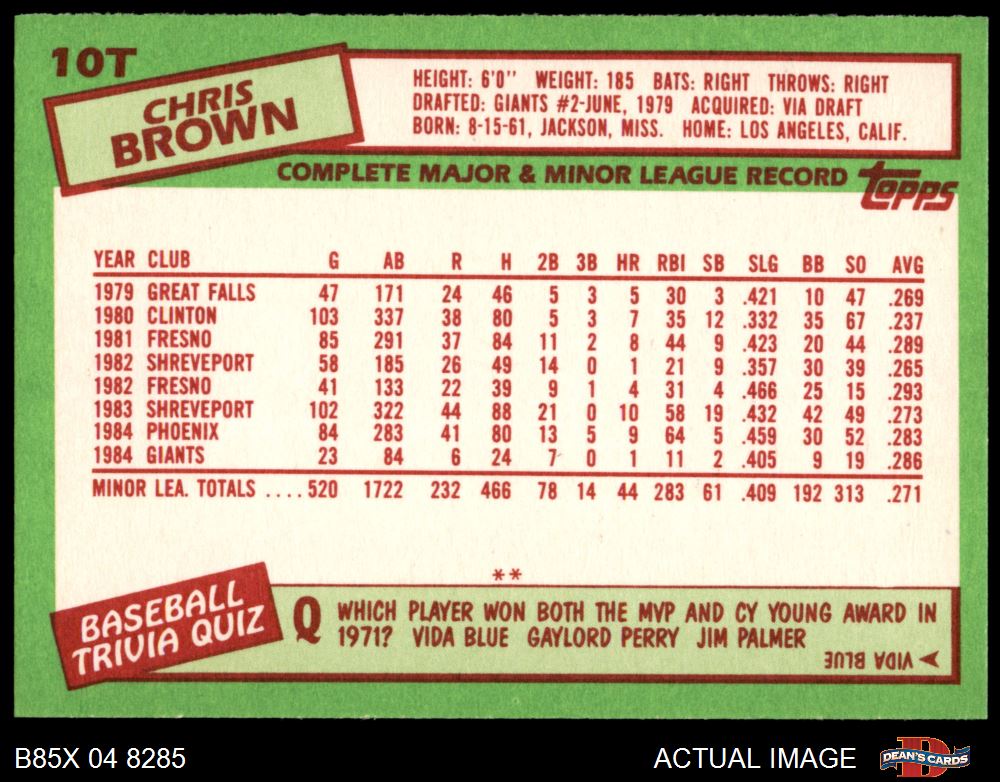 10T
CHRIS
BROWN
HEIGHT: 6'0" WEIGHT: 185 BATS: RIGHT THROWS: RIGHT
DRAFTED: GIANTS #2-JUNE, 1979 ACQUIRED: VIA DRAFT
BORN: 8-15-61, JACKSON, MISS. HOME: LOS ANGELES, CALIF.
COMPLETE MAJOR & MINOR LEAGUE RECORD topps
YEAR CLUB G AB R H 2B 3B HR RBI SB SLG BB SO AVG
1979 GREAT FALLS 47 171 24 46 5 3 5 30 3 .421 10 47 .269
1980 CLINTON 103 337 38 80 5 3 7 35 12 .332 35 67 .237
1981 FRESNO 85 291 37 84 11 2 8 44 9 .423 20 44 .289
1982 SHREVEPORT 58 185 26 49 14 0 1 21 9 .357 30 39 .265
1982 FRESNO 41 133 22 39 9 1 4 31 4 .466 25 15 .293
1983 SHREVEPORT 102 322 44 88 21 0 10 58 19 .432 42 49 .273
1984 PHOENIX 84 283 41 80 13 5 9 64 5 .459 30 52 .283
1984 GIANTS 23 84 6 24 7 0 1 11 2 .405 9 19 .286
MINOR LEA. TOTALS ....520 1722 232 466 78 14 44 283 61 .409 192 313 .271
**
BASEBALL
TRIVIA QUIZ
Q WHICH PLAYER WON BOTH THE MVP AND CY YOUNG AWARD IN
1971? VIDA BLUE GAYLORD PERRY JIM PALMER
VIDA BLUE
B85X 04 8285 ACTUAL IMAGE DEAN'S CARDS